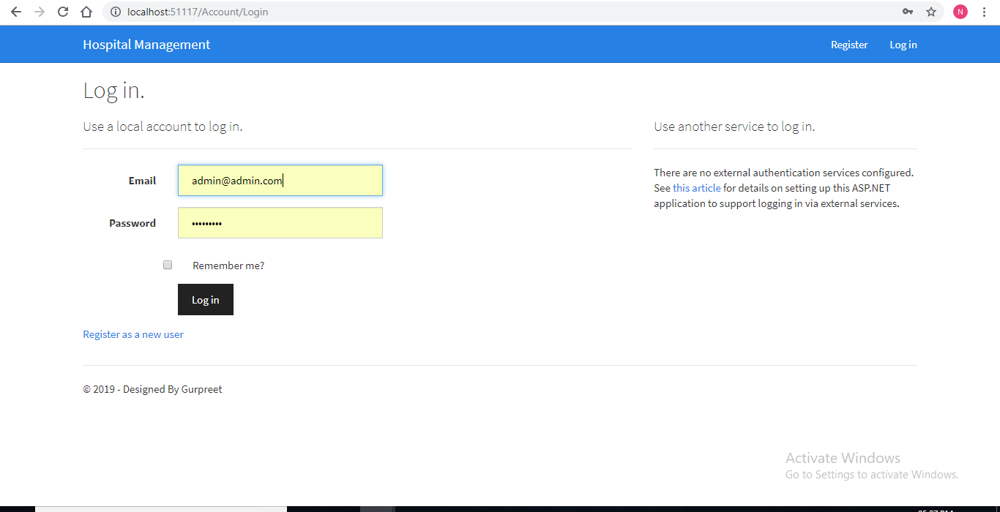 localhost:51117/Account/Login
N
Hospital Management
Register
Log in
Log in.
Use a local account to log in.
Email
admin@admin.com
Password
•••••••••
Remember me?
Log in
Register as a new user
Use another service to log in.
There are no external authentication services configured.
See this article for details on setting up this ASP.NET
application to support logging in via external services.
© 2019 - Designed By Gurpreet
Activate Windows
Go to Settings to activate Windows.